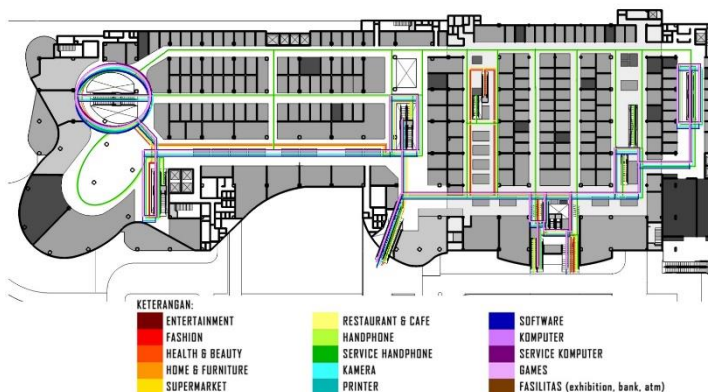 KETERANGAN:
ENTERTAINMENT
FASHION
HEALTH & BEAUTY
HOME & FURNITURE
SUPERMARKET
RESTAURANT & CAFE
HANDPHONE
SERVICE HANDPHONE
KAMERA
PRINTER
SOFTWARE
KOMPUTER
SERVICE KOMPUTER
GAMES
FASILITAS (exhibition, bank, atm)